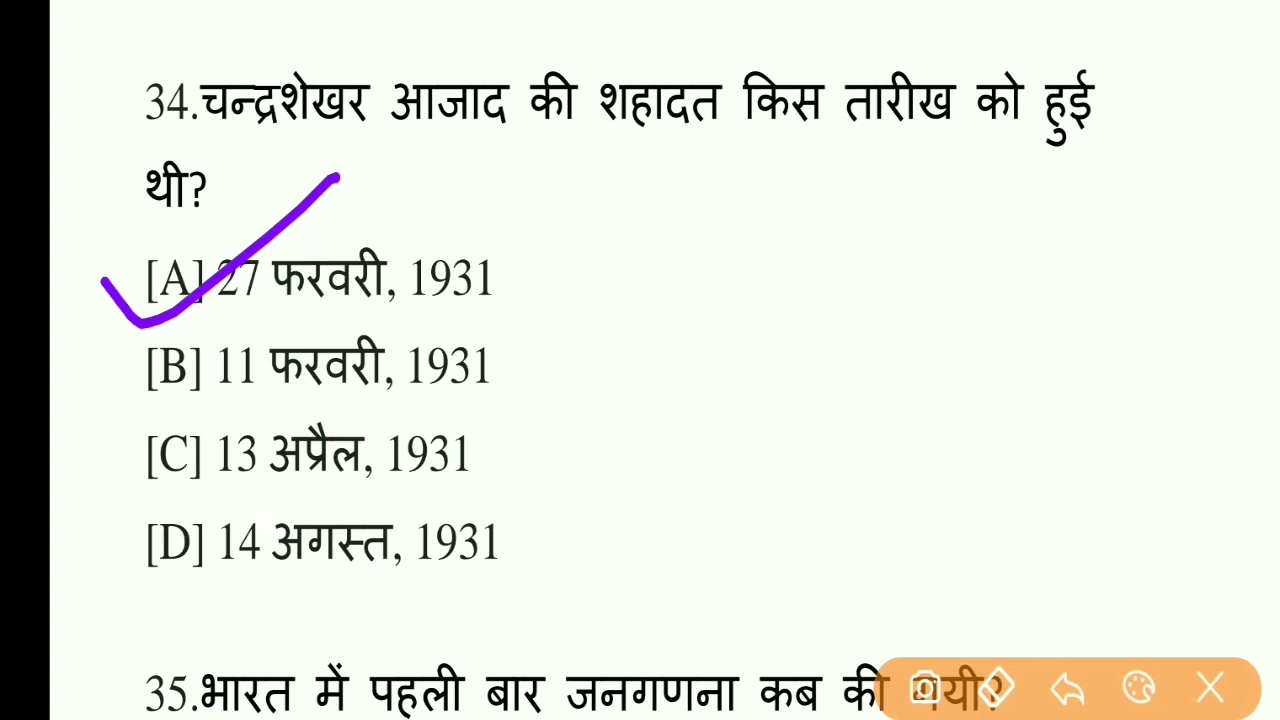 34.चन्द्रशेखर आजाद की शहादत किस तारीख को हुई
थी?
[A] 27 फरवरी, 1931
[B] 11 फरवरी, 1931
[C] 13 अप्रैल, 1931
[D] 14 अगस्त, 1931
35.भारत में पहली बार जनगणना कब की गयी?